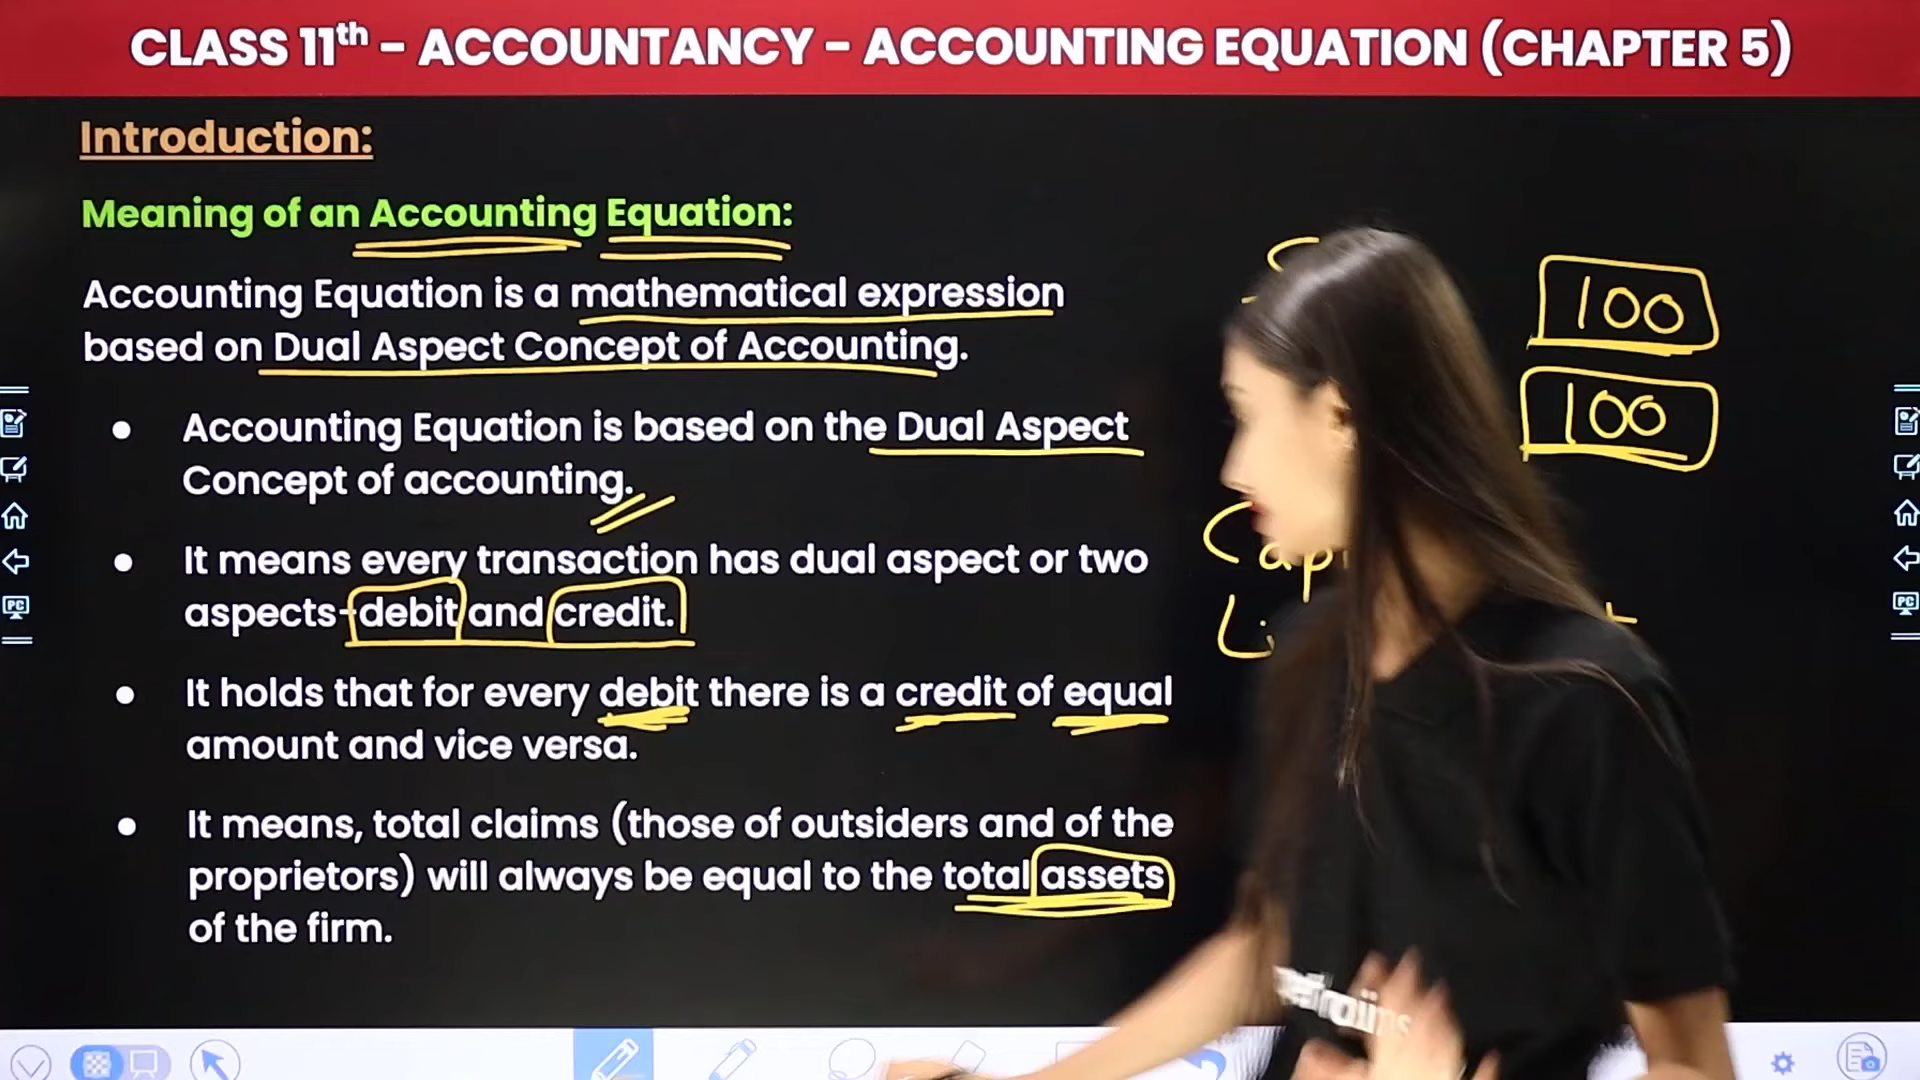 CLASS 11th – ACCOUNTANCY – ACCOUNTING EQUATION (CHAPTER 5)
Introduction:
Meaning of an Accounting Equation:
Accounting Equation is a mathematical expression
based on Dual Aspect Concept of Accounting.
• Accounting Equation is based on the Dual Aspect
Concept of accounting.
• It means every transaction has dual aspect or two
aspects-debit and credit.
• It holds that for every debit there is a credit of equal
amount and vice versa.
• It means, total claims (those of outsiders and of the
proprietors) will always be equal to the total assets
of the firm.
100
100
PC
PC